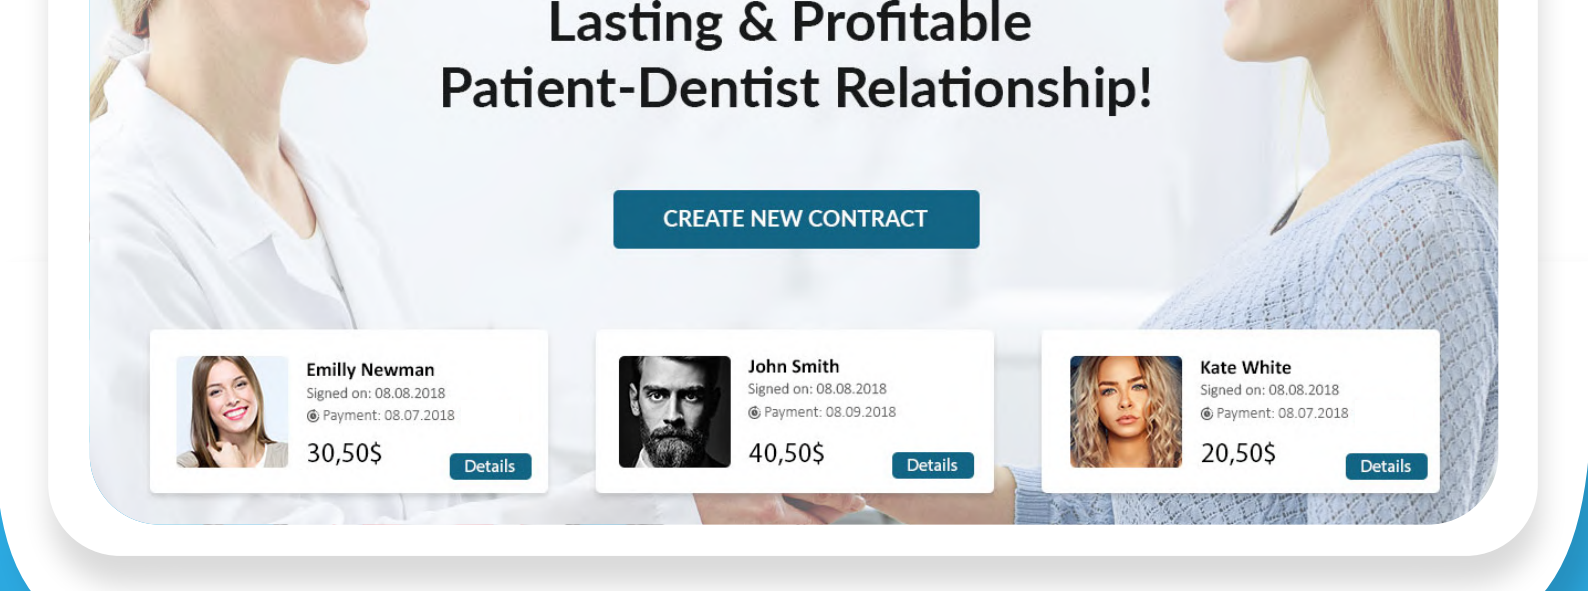 Lasting & Profitable
Patient-Dentist Relationship!
CREATE NEW CONTRACT
Emilly Newman
Signed on: 08.08.2018
Payment: 08.07.2018
30,50$
Details
John Smith
Signed on: 08.08.2018
Payment: 08.09.2018
40,50$
Details
Kate White
Signed on: 08.08.2018
Payment: 08.07.2018
20,50$
Details